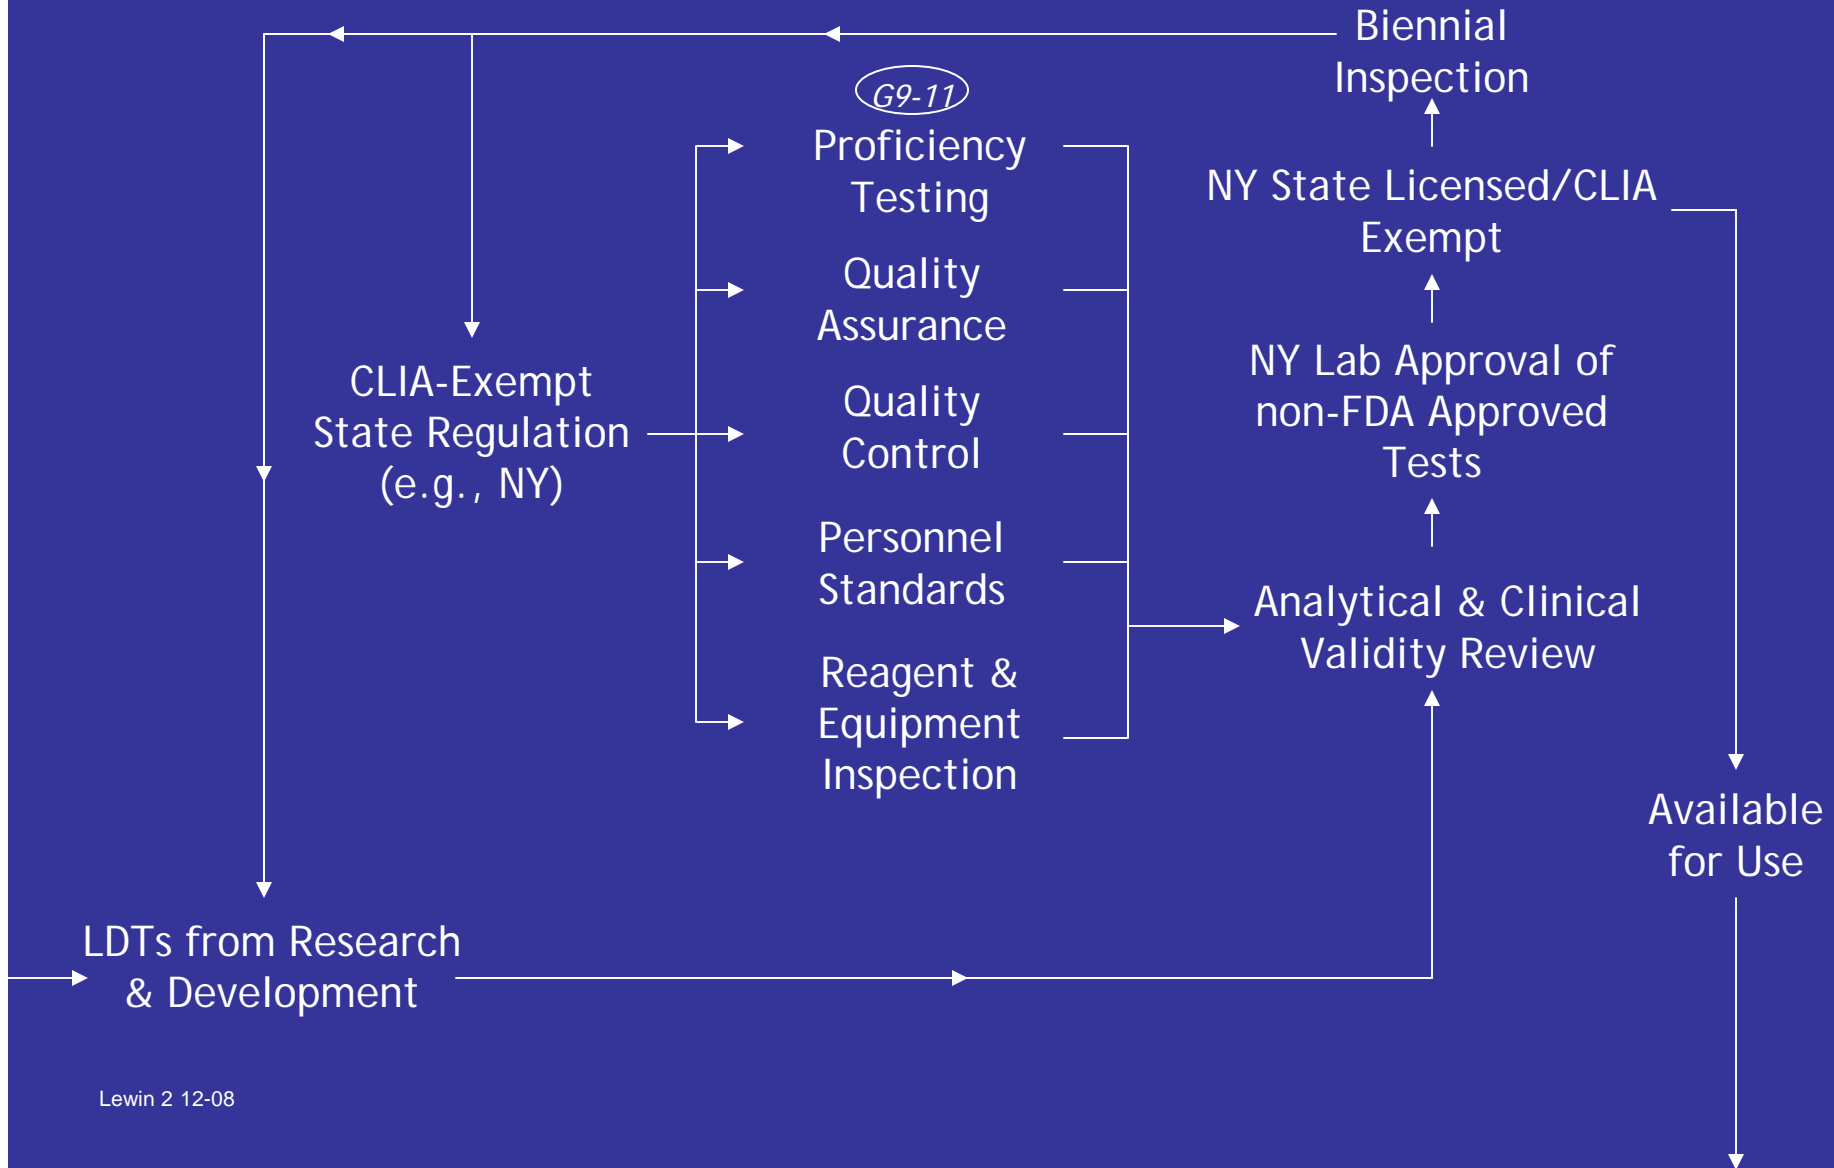 Biennial
Inspection
G9-11
Proficiency
Testing
NY State Licensed/CLIA
Exempt
Quality
Assurance
CLIA-Exempt
State Regulation
(e.g., NY)
Quality
Control
NY Lab Approval of
non-FDA Approved
Tests
Personnel
Standards
Analytical & Clinical
Validity Review
Reagent &
Equipment
Inspection
Available
for Use
LDTs from Research
& Development
Lewin 2 12-08